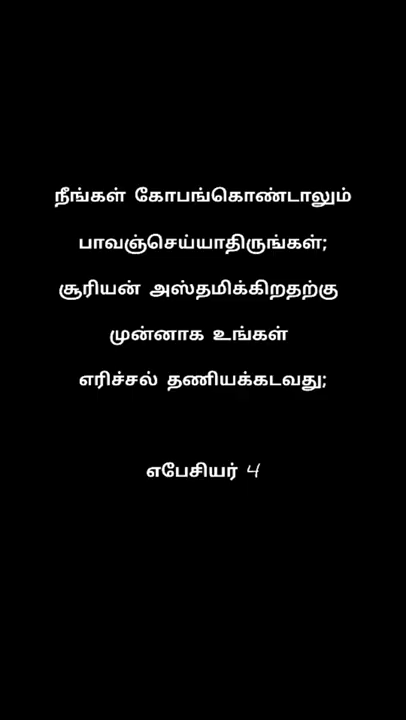 நீங்கள் கோபங்கொண்டாலும்
பாவஞ்செய்யாதிருங்கள்;
சூரியன் அஸ்தமிக்கிறதற்கு
முன்னாக உங்கள்
எரிச்சல் தணியக்கடவது;
எபேசியர் 4